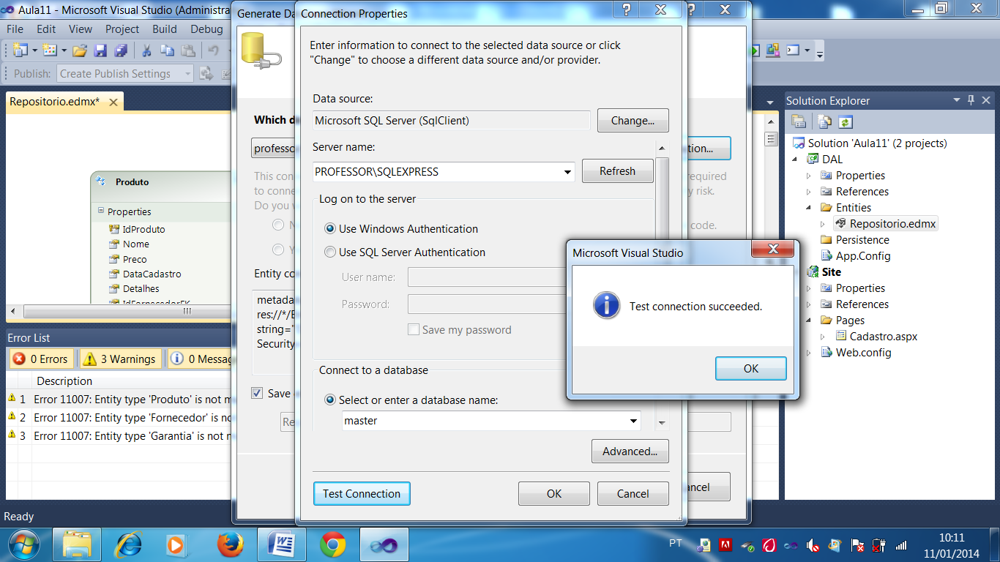 Aula11 - Microsoft Visual Studio (Administra
File Edit View Project Build Debug
Publish: Create Publish Settings
Repositorio.edmx*
Produto
Properties
IdProduto
Nome
Preco
DataCadastro
Detalhes
IdFornecedorFK
Error List
0 Errors
3 Warnings
0 Messag
Description
1 Error 11007: Entity type 'Produto' is not m
2 Error 11007: Entity type 'Fornecedor' is no
3 Error 11007: Entity type 'Garantia' is not m
Ready
Generate Da
Which d
professo
tion...
This con
required
to conne
y risk.
Do you v
N
code.
Y
Entity co
metada
res://*/E
string="
Security
Save
Re
ncel
Connection Properties
Enter information to connect to the selected data source or click
"Change" to choose a different data source and/or provider.
Data source:
Microsoft SQL Server (SqlClient)
Change...
Server name:
PROFESSOR\SQLEXPRESS
Refresh
Log on to the server
Use Windows Authentication
Use SQL Server Authentication
User name:
Password:
Save my password
Connect to a database
Select or enter a database name:
master
Advanced...
Test Connection
OK
Cancel
Microsoft Visual Studio
Test connection succeeded.
OK
Solution Explorer
Solution 'Aula11' (2 projects)
DAL
Properties
References
Entities
Repositorio.edmx
Persistence
App.Config
Site
Properties
References
Pages
Cadastro.aspx
Web.config
PT
10:11
11/01/2014